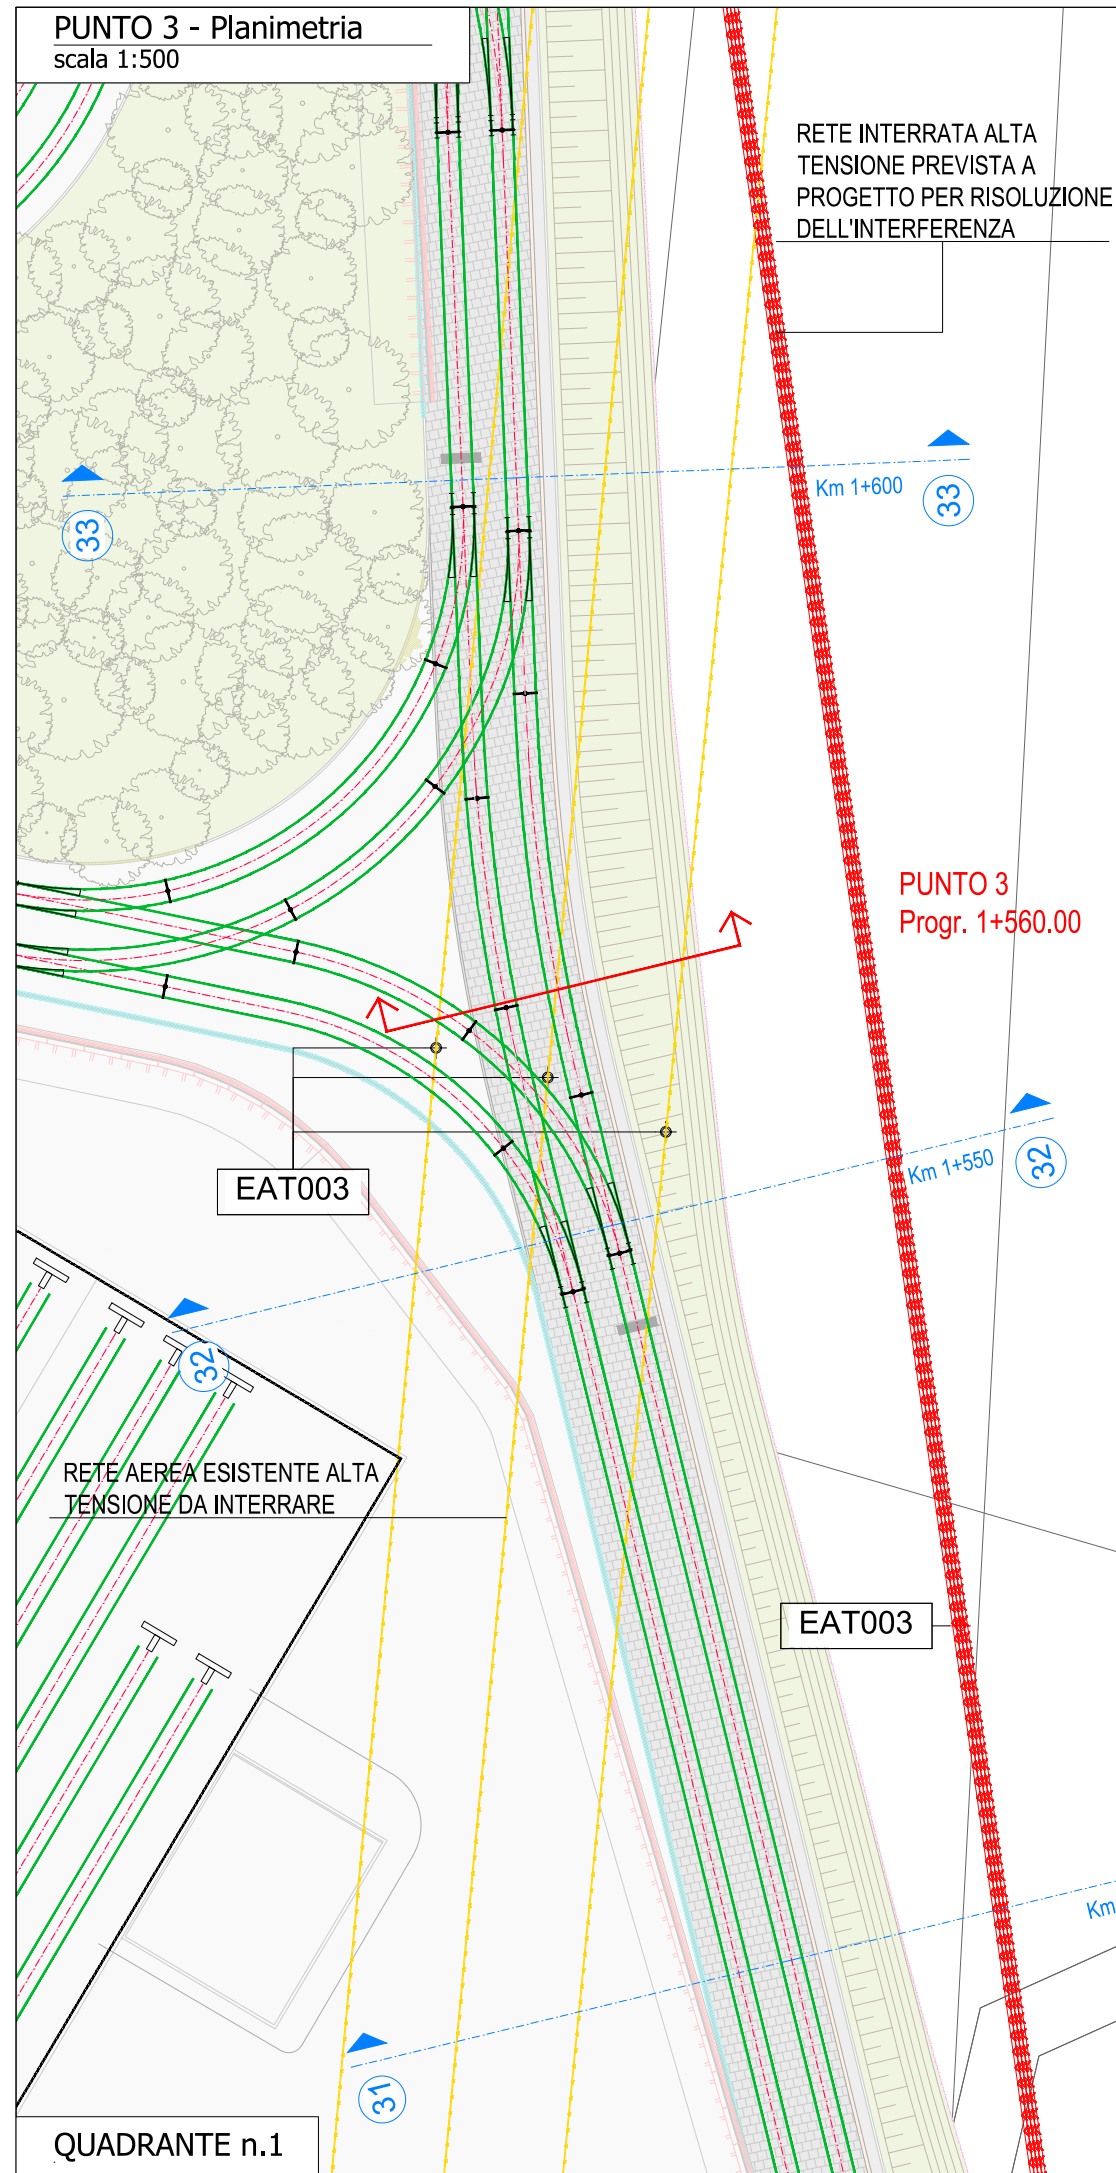 PUNTO 3 - Planimetria
scala 1:500
RETE INTERRATA ALTA
TENSIONE PREVISTA A
PROGETTO PER RISOLUZIONE
DELL'INTERFERENZA
33
Km 1+600
33
PUNTO 3
Progr. 1+560.00
EAT003
Km 1+550
32
32
RETE AEREA ESISTENTE ALTA
TENSIONE DA INTERRARE
EAT003
Km
31
QUADRANTE n.1